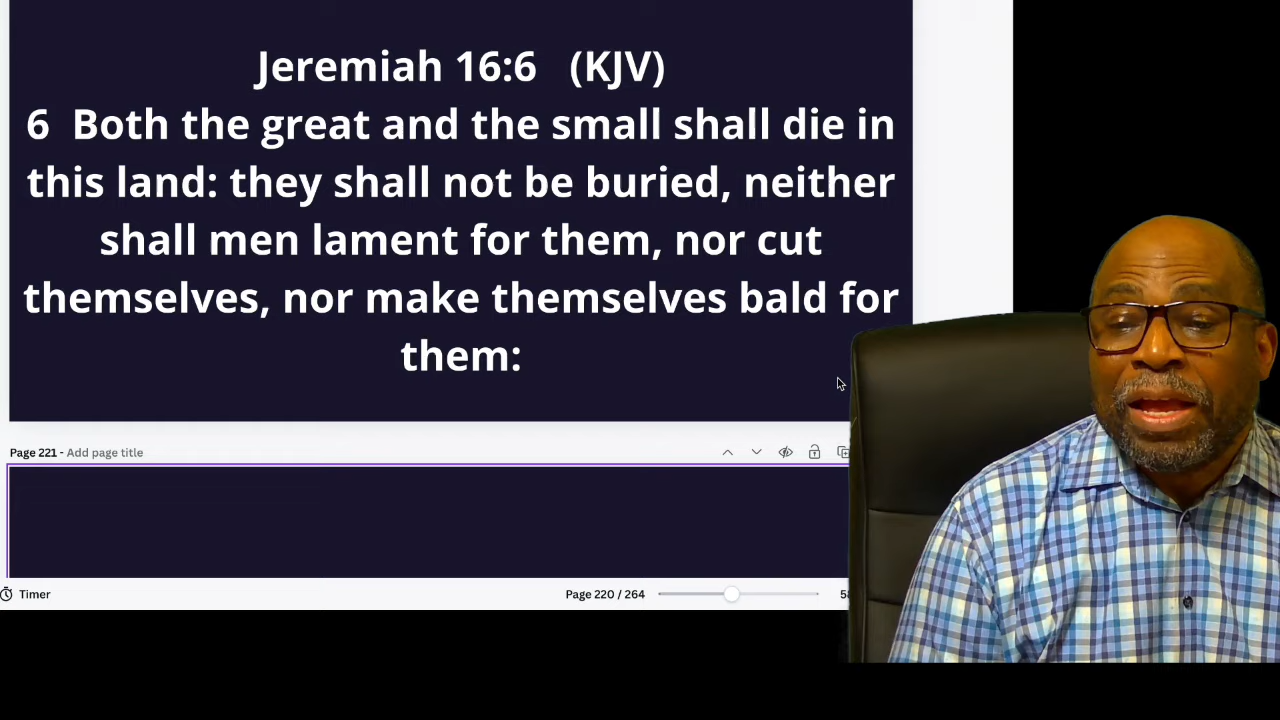 Jeremiah 16:6 (KJV)
6 Both the great and the small shall die in
this land: they shall not be buried, neither
shall men lament for them, nor cut
themselves, nor make themselves bald for
them:
Page 221 - Add page title
Timer
Page 220 / 264